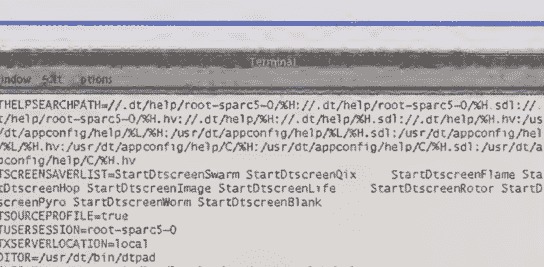 Terminal
indow Edit Options
THELPSEARCHPATH=//.dt/help/root-sparc5-0/%H://.dt/help/root-sparc5-0/%H.sdl://.
t/help/root-sparc5-0/%H.hv://.dt/help/%H://.dt/help/%H.sdl://.dt/help/%H.hv:/us
/dt/appconfig/help/%L/%H:/usr/dt/appconfig/help/%L/%H.sdl:/usr/dt/appconfig/hel
/%L/%H.hv:/usr/dt/appconfig/help/C/%H:/usr/dt/appconfig/help/C/%H.sdl:/usr/dt/a
pconfig/help/C/%H.hv
TSCREENSAVERLIST=StartDtscreenSwarm StartDtscreenQix StartDtscreenFlame Sta
tDtscreenHop StartDtscreenImage StartDtscreenLife StartDtscreenRotor StartD
screenPyro StartDtscreenWorm StartDtscreenBlank
TSOURCEPROFILE=true
TUSERSESSION=root-sparc5-0
TXSERVERLOCATION=local
DITOR=/usr/dt/bin/dtpad